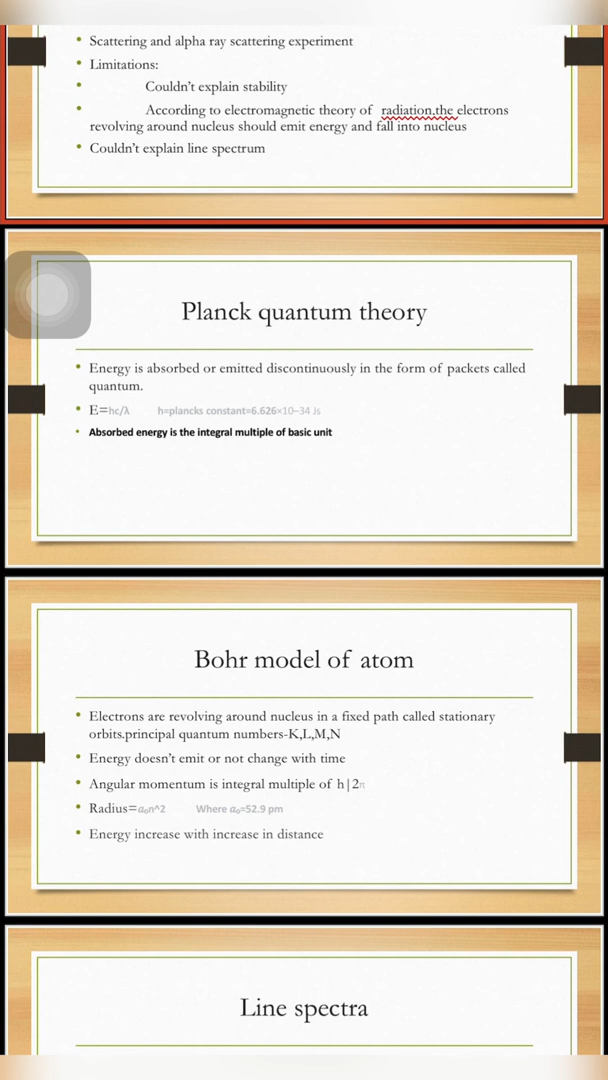 • Scattering and alpha ray scattering experiment
• Limitations:
• Couldn’t explain stability
• According to electromagnetic theory of radiation.the electrons
revolving around nucleus should emit energy and fall into nucleus
• Couldn’t explain line spectrum
Planck quantum theory
• Energy is absorbed or emitted discontinuously in the form of packets called
quantum.
• E=hc/λ h=plancks constant=6.626×10–34 Js
• Absorbed energy is the integral multiple of basic unit
Bohr model of atom
• Electrons are revolving around nucleus in a fixed path called stationary
orbits.principal quantum numbers-K,L,M,N
• Energy doesn’t emit or not change with time
• Angular momentum is integral multiple of h|2π
• Radius=a₀n^2 Where a₀=52.9 pm
• Energy increase with increase in distance
Line spectra